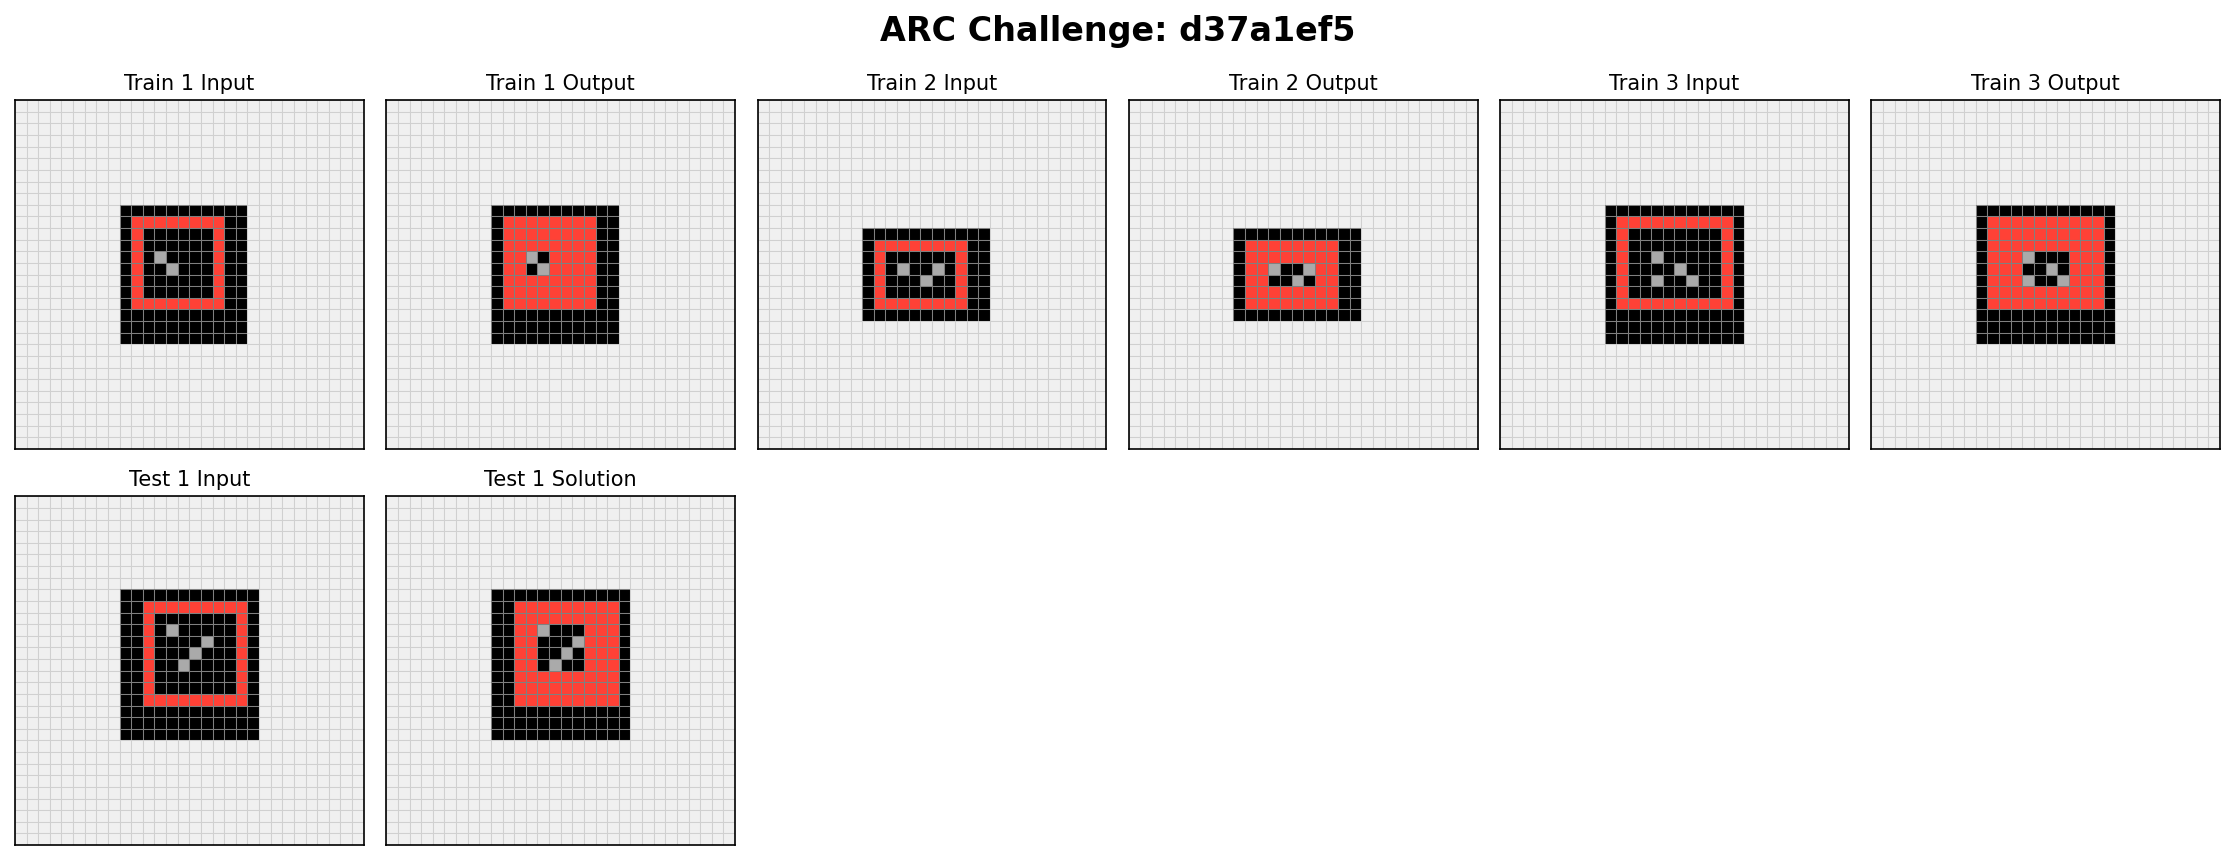 ARC Challenge: d37a1ef5
Train 1 Input
Train 1 Output
Train 2 Input
Train 2 Output
Train 3 Input
Train 3 Output
Test 1 Input
Test 1 Solution